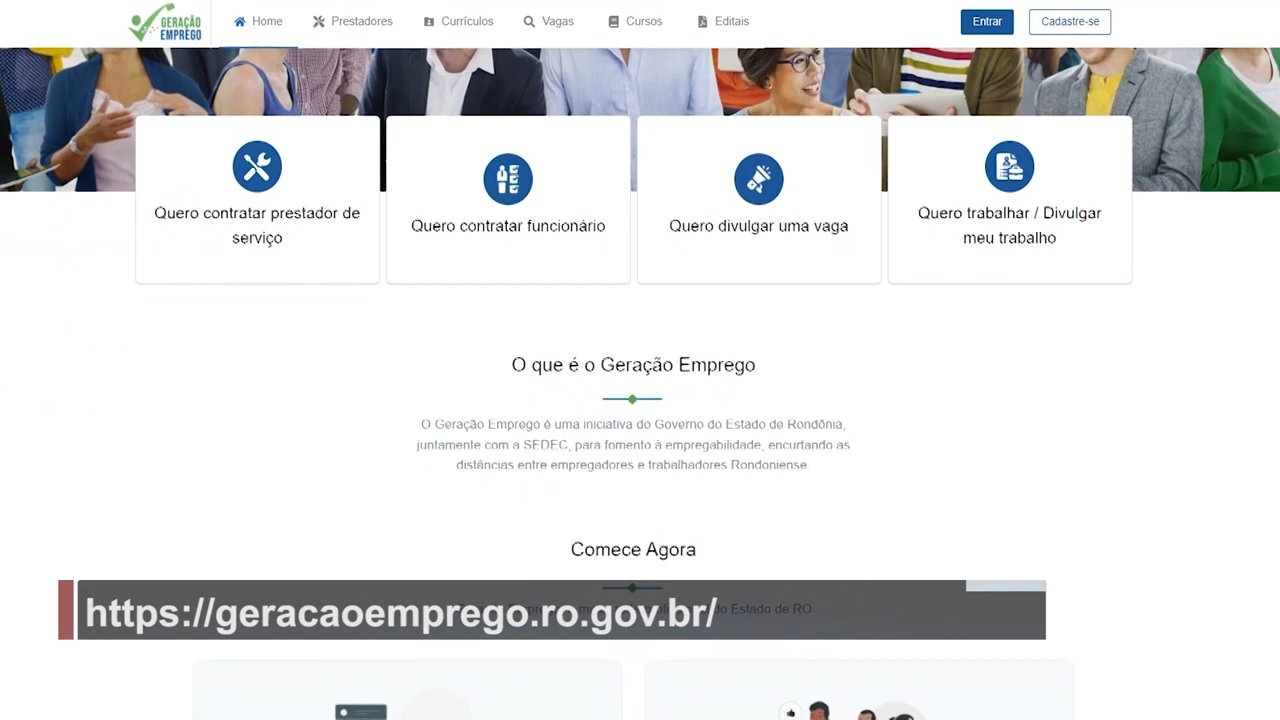 GERAÇÃO
EMPREGO
Home
Prestadores
Currículos
Vagas
Cursos
Editais
Entrar
Cadastre-se
Quero contratar prestador de
serviço
Quero contratar funcionário
Quero divulgar uma vaga
Quero trabalhar / Divulgar
meu trabalho
O que é o Geração Emprego
O Geração Emprego é uma iniciativa do Governo do Estado de Rondônia,
juntamente com a SEDEC, para fomento à empregabilidade, encurtando as
distâncias entre empregadores e trabalhadores Rondoniense.
Comece Agora
do Estado de RO
https://geracaoemprego.ro.gov.br/